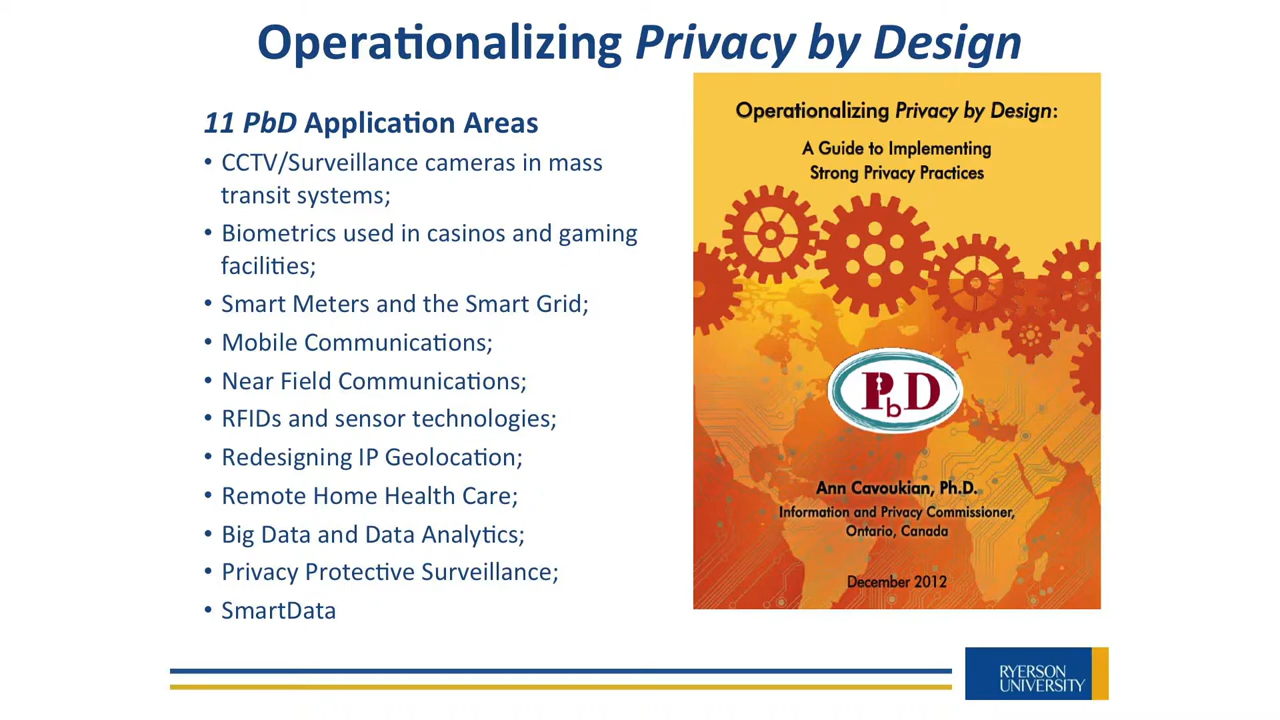 Operationalizing Privacy by Design
11 PbD Application Areas
• CCTV/Surveillance cameras in mass
transit systems;
• Biometrics used in casinos and gaming
facilities;
• Smart Meters and the Smart Grid;
• Mobile Communications;
• Near Field Communications;
• RFIDs and sensor technologies;
• Redesigning IP Geolocation;
• Remote Home Health Care;
• Big Data and Data Analytics;
• Privacy Protective Surveillance;
• SmartData
Operationalizing Privacy by Design:
A Guide to Implementing
Strong Privacy Practices
PbD
Ann Cavoukian, Ph.D.
Information and Privacy Commissioner,
Ontario, Canada
December 2012
RYERSON
UNIVERSITY